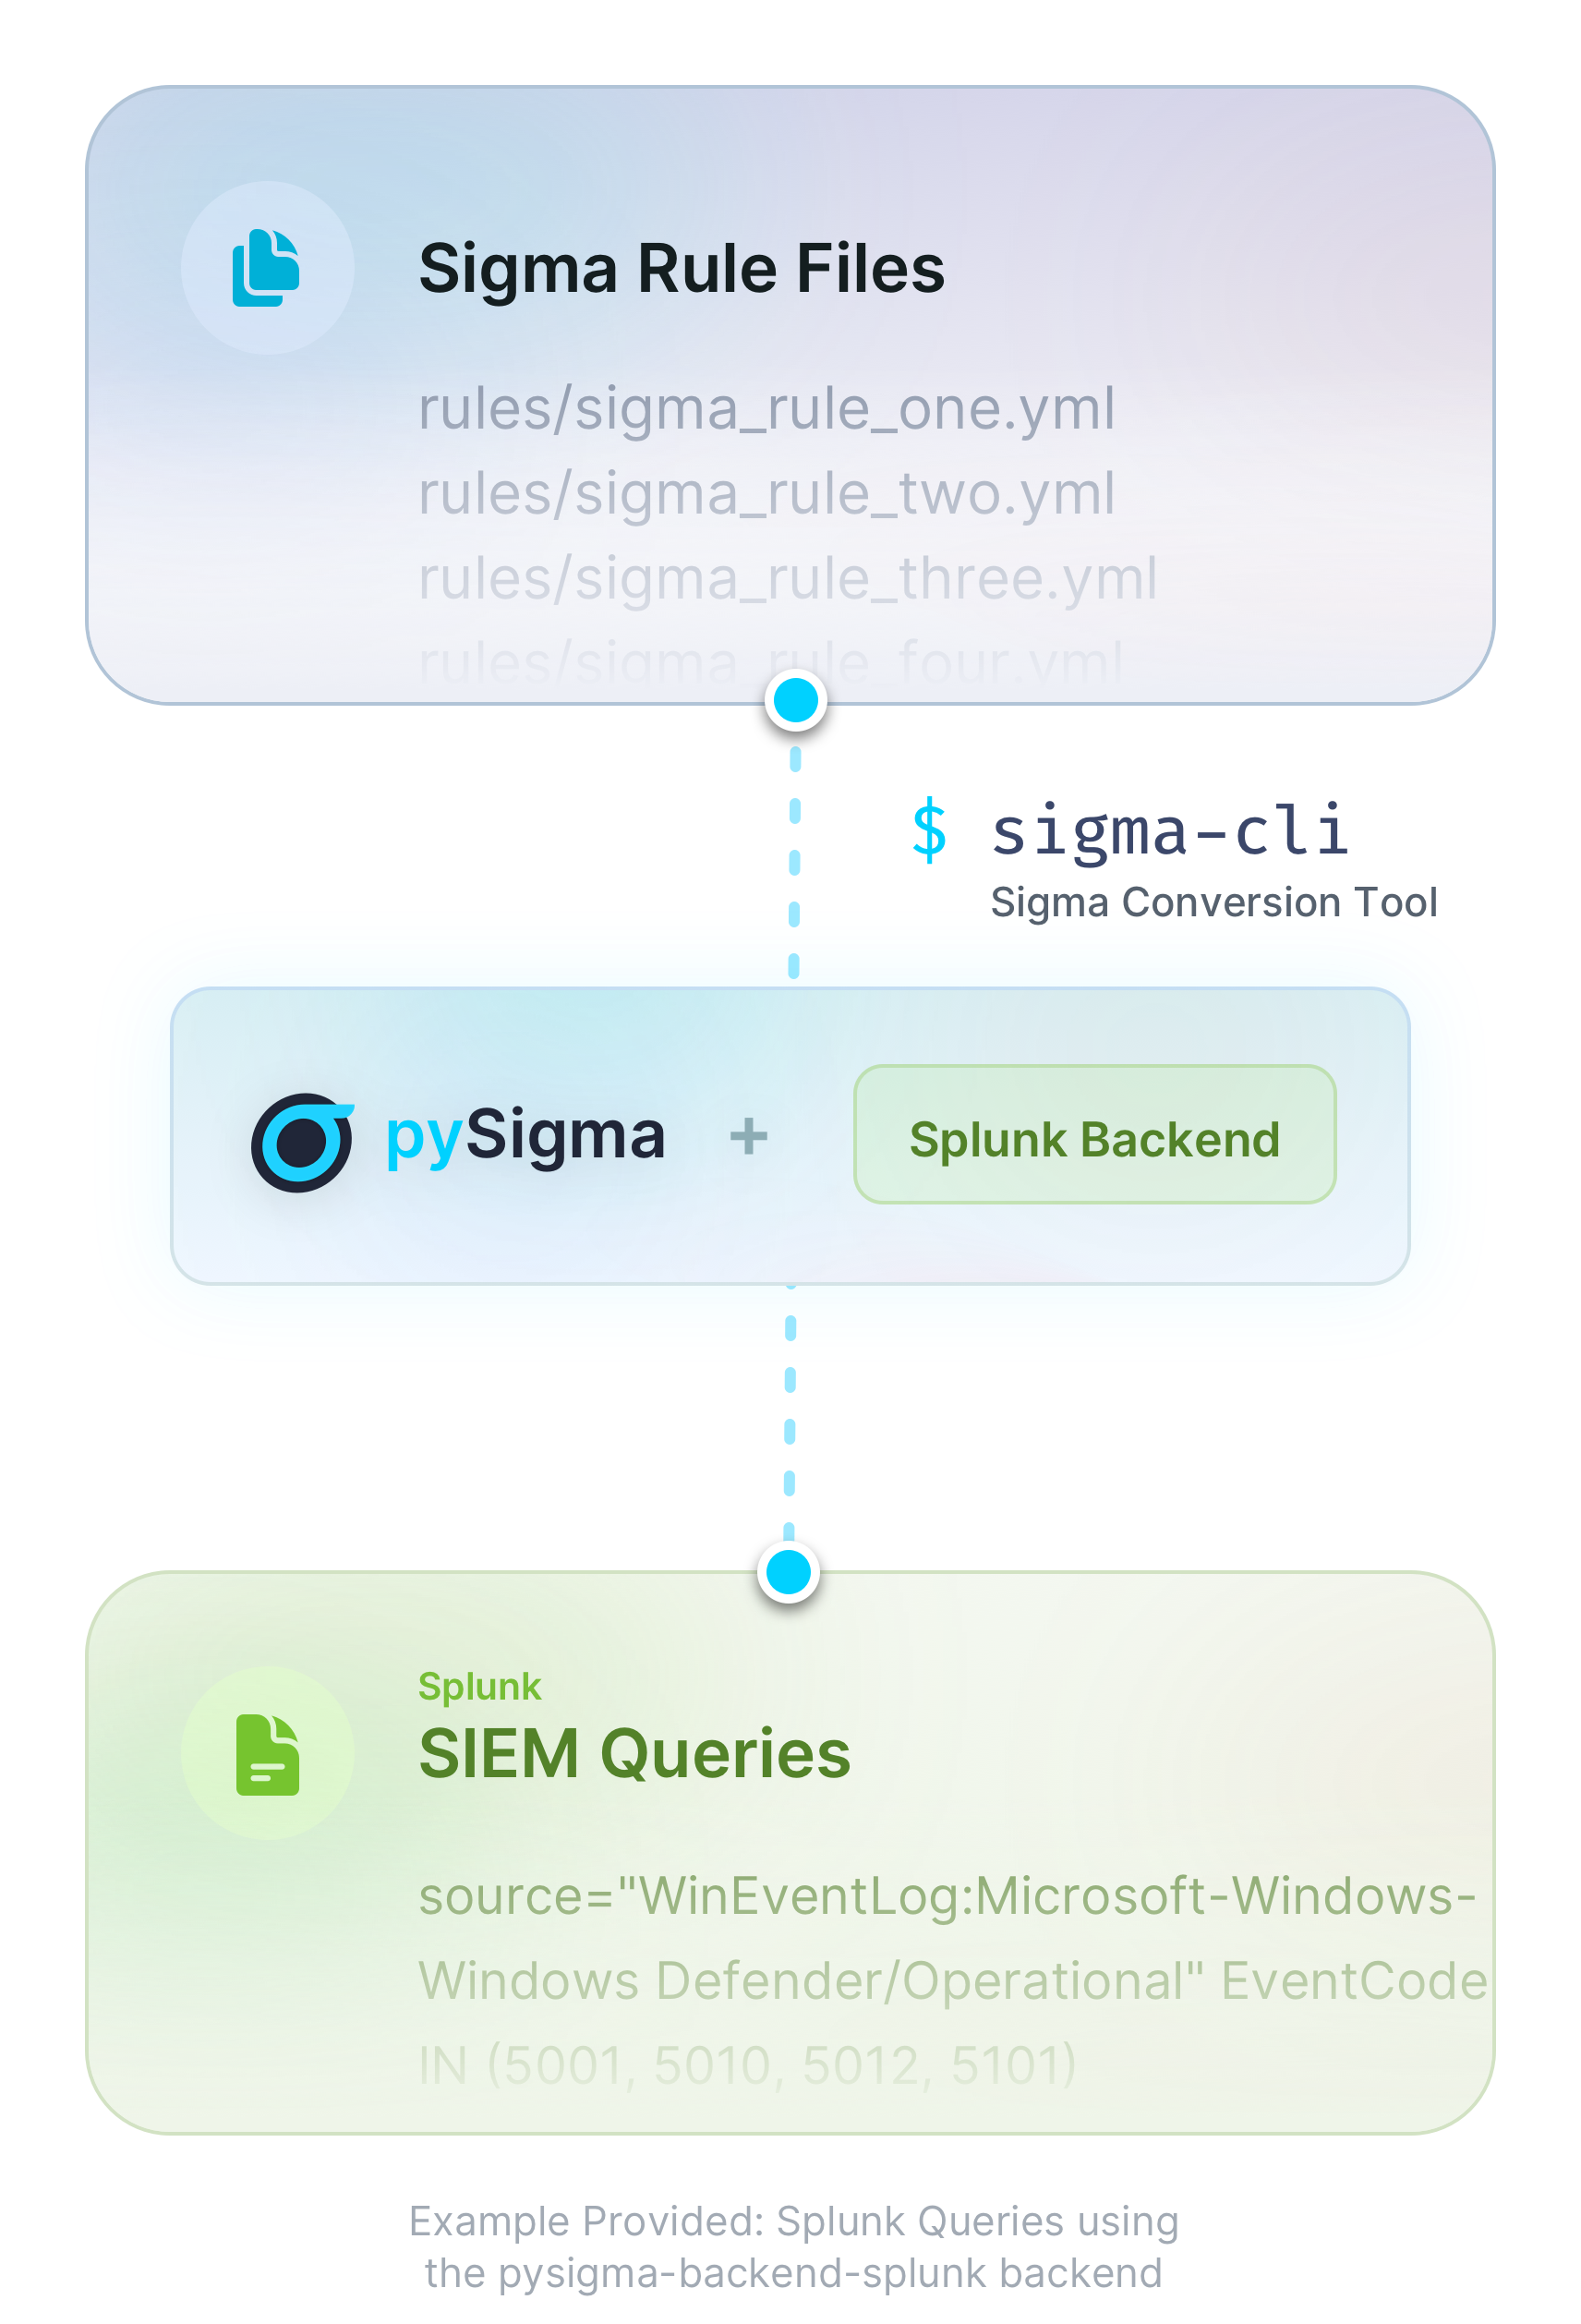 Sigma Rule Files
rules/sigma_rule_one.yml
rules/sigma_rule_two.yml
rules/sigma_rule_three.yml
rules/sigma_rule_four.yml
$ sigma-cli
Sigma Conversion Tool
pySigma + Splunk Backend
Splunk
SIEM Queries
source="WinEventLog:Microsoft-Windows-
Windows Defender/Operational" EventCode
IN (5001, 5010, 5012, 5101)
Example Provided: Splunk Queries using
the pysigma-backend-splunk backend